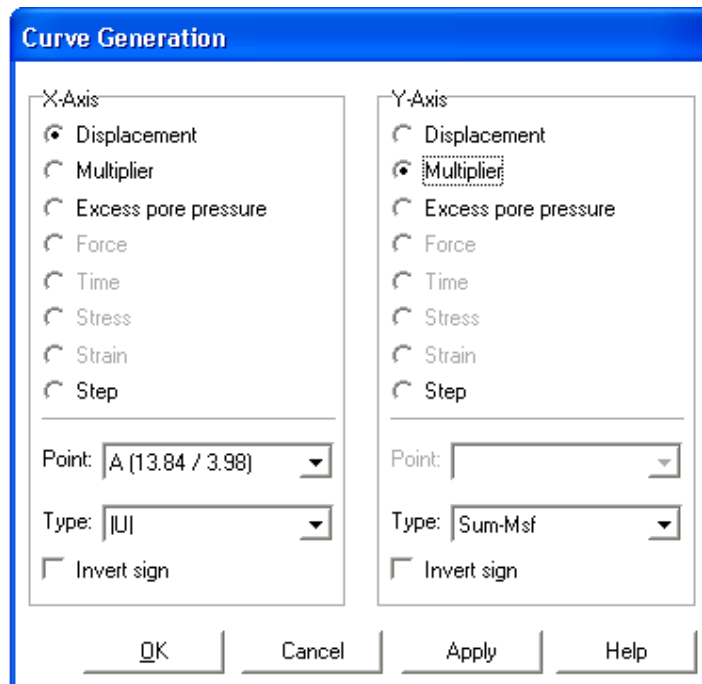 Curve Generation
X-Axis
Displacement
Multiplier
Excess pore pressure
Force
Time
Stress
Strain
Step
Point: A (13.84 / 3.98)
Type: |U|
Invert sign
Y-Axis
Displacement
Multiplier
Excess pore pressure
Force
Time
Stress
Strain
Step
Point:
Type: Sum-Msf
Invert sign
OK Cancel Apply Help